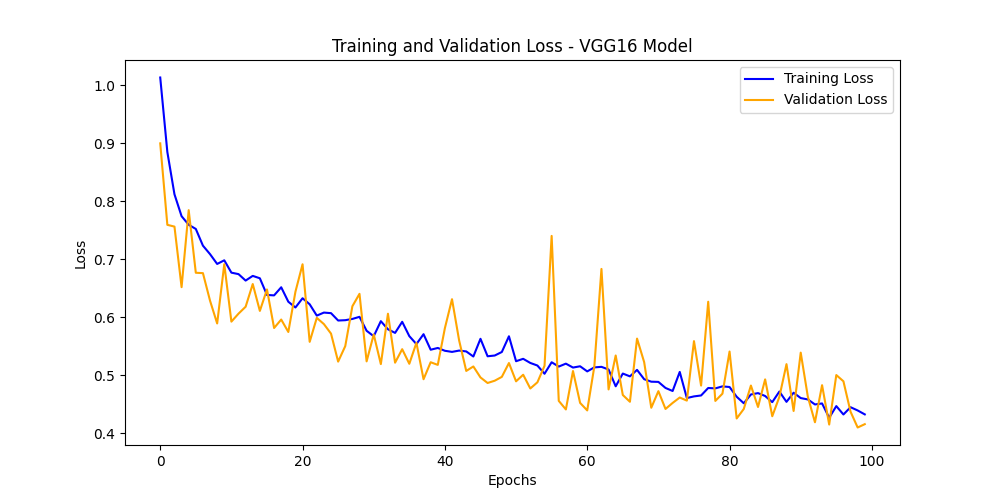 Training and Validation Loss - VGG16 Model
Training Loss
Validation Loss
1.0
0.9
0.8
0.7
0.6
0.5
0.4
Loss
0 20 40 60 80 100
Epochs